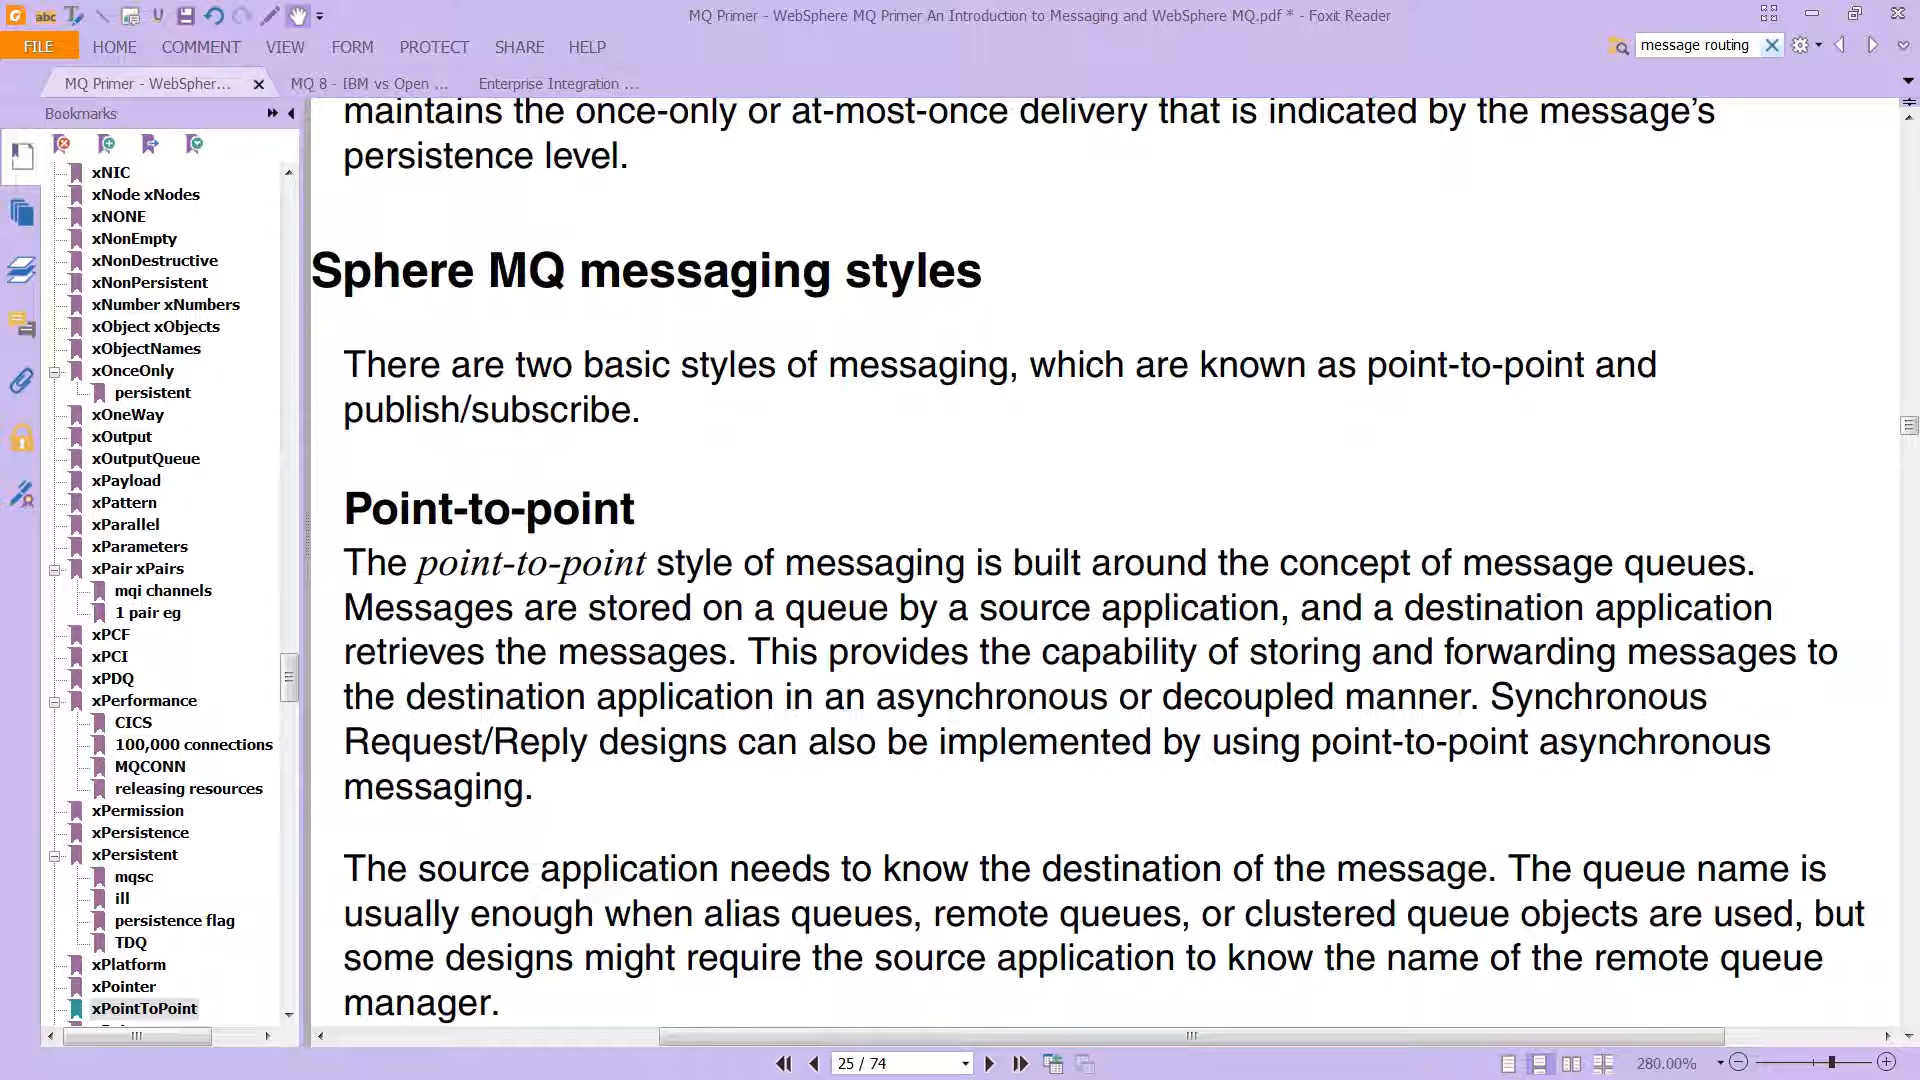 MQ Primer - WebSphere MQ Primer An Introduction to Messaging and WebSphere MQ.pdf * - Foxit Reader
FILE HOME COMMENT VIEW FORM PROTECT SHARE HELP
message routing
MQ Primer - WebSpher... MQ 8 - IBM vs Open ... Enterprise Integration ...
Bookmarks
xNIC
xNode xNodes
xNONE
xNonEmpty
xNonDestructive
xNonPersistent
xNumber xNumbers
xObject xObjects
xObjectNames
xOnceOnly
persistent
xOneWay
xOutput
xOutputQueue
xPayload
xPattern
xParallel
xParameters
xPair xPairs
mqi channels
1 pair eg
xPCF
xPCI
xPDQ
xPerformance
CICS
100,000 connections
MQCONN
releasing resources
xPermission
xPersistence
xPersistent
mqsc
ill
persistence flag
TDQ
xPlatform
xPointer
xPointToPoint
maintains the once-only or at-most-once delivery that is indicated by the message’s
persistence level.
Sphere MQ messaging styles
There are two basic styles of messaging, which are known as point-to-point and
publish/subscribe.
Point-to-point
The point-to-point style of messaging is built around the concept of message queues.
Messages are stored on a queue by a source application, and a destination application
retrieves the messages. This provides the capability of storing and forwarding messages to
the destination application in an asynchronous or decoupled manner. Synchronous
Request/Reply designs can also be implemented by using point-to-point asynchronous
messaging.
The source application needs to know the destination of the message. The queue name is
usually enough when alias queues, remote queues, or clustered queue objects are used, but
some designs might require the source application to know the name of the remote queue
manager.
25 / 74
280.00%